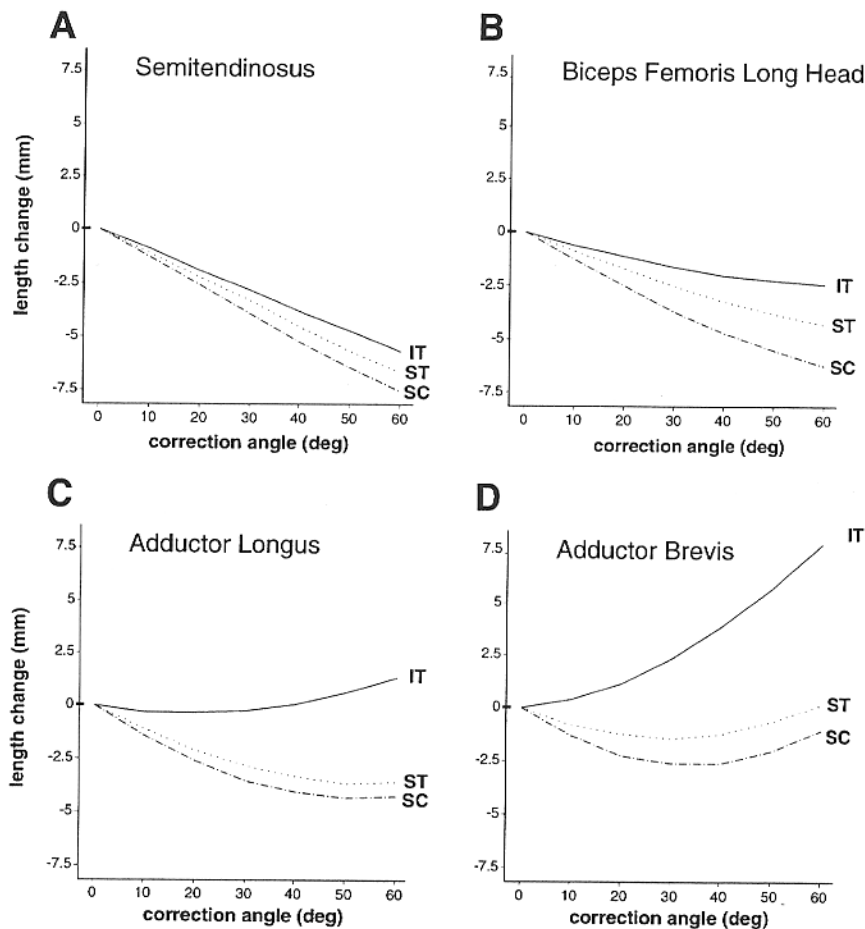 A
Semitendinosus
7.5
5
2.5
0
-2.5
-5
-7.5
length change (mm)
IT
ST
SC
0 10 20 30 40 50 60
correction angle (deg)
B
Biceps Femoris Long Head
7.5
5
2.5
0
-2.5
-5
-7.5
IT
ST
SC
0 10 20 30 40 50 60
correction angle (deg)
C
Adductor Longus
7.5
5
2.5
0
-2.5
-5
-7.5
length change (mm)
IT
ST
SC
0 10 20 30 40 50 60
correction angle (deg)
D
Adductor Brevis
7.5
5
2.5
0
-2.5
-5
-7.5
IT
ST
SC
0 10 20 30 40 50 60
correction angle (deg)